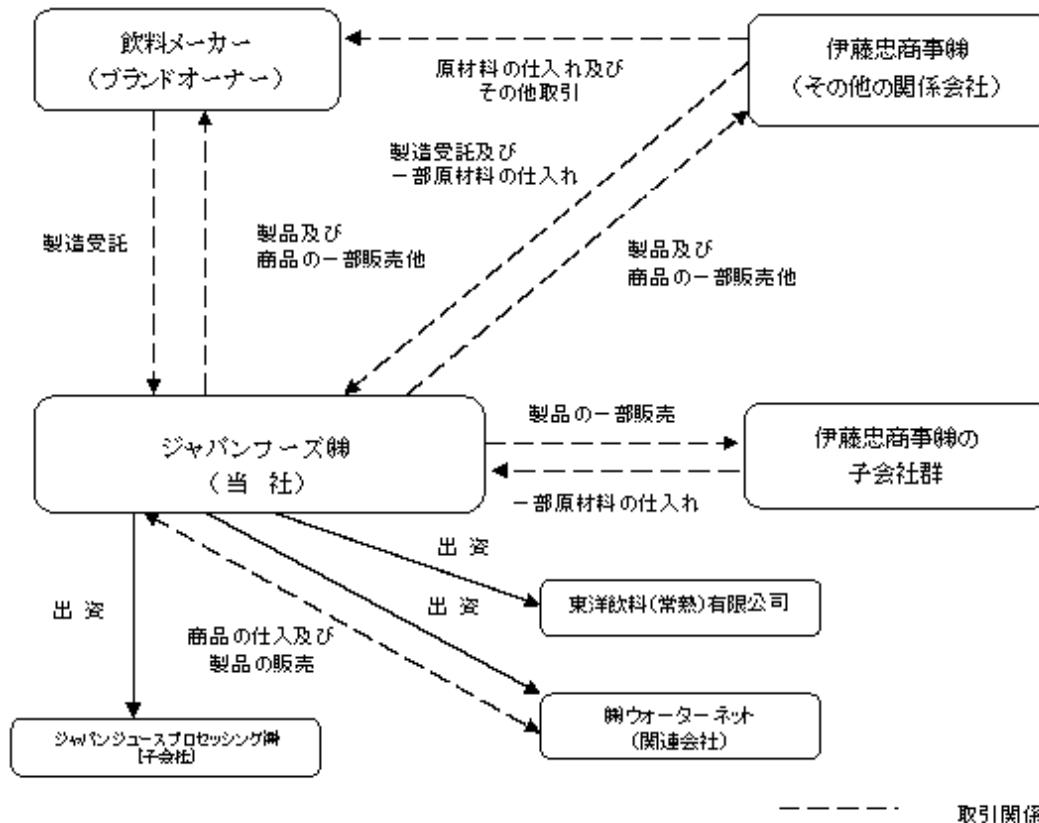 飲料メーカー
（ブランドオーナー）
伊藤忠商事㈱
（その他の関係会社）
原材料の仕入れ及び
その他取引
製造受託及び
一部原材料の仕入れ
製造受託
製品及び
商品の一部販売他
製品及び
商品の一部販売他
ジャパンフーズ㈱
（当　社）
製品の一部販売
一部原材料の仕入れ
伊藤忠商事㈱の
子会社群
出 資
東洋飲料（常熟）有限公司
出 資
出 資
商品の仕入及び
製品の販売
㈱ウォーターネット
（関連会社）
ジャパンジュースプロセッシング㈱
（子会社）
取引関係